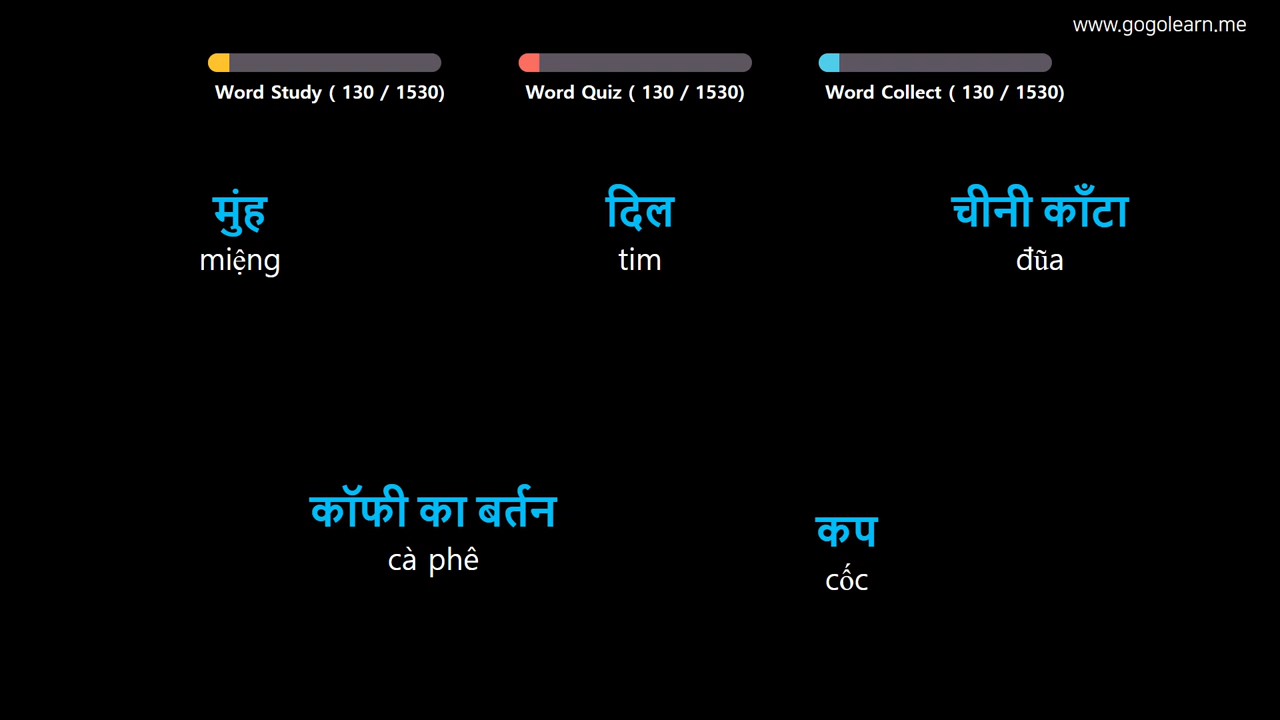 www.gogolearn.me
Word Study ( 130 / 1530)
Word Quiz ( 130 / 1530)
Word Collect ( 130 / 1530)
मुंह
miệng
दिल
tim
चीनी काँटा
đũa
कॉफी का बर्तन
cà phê
कप
cốc